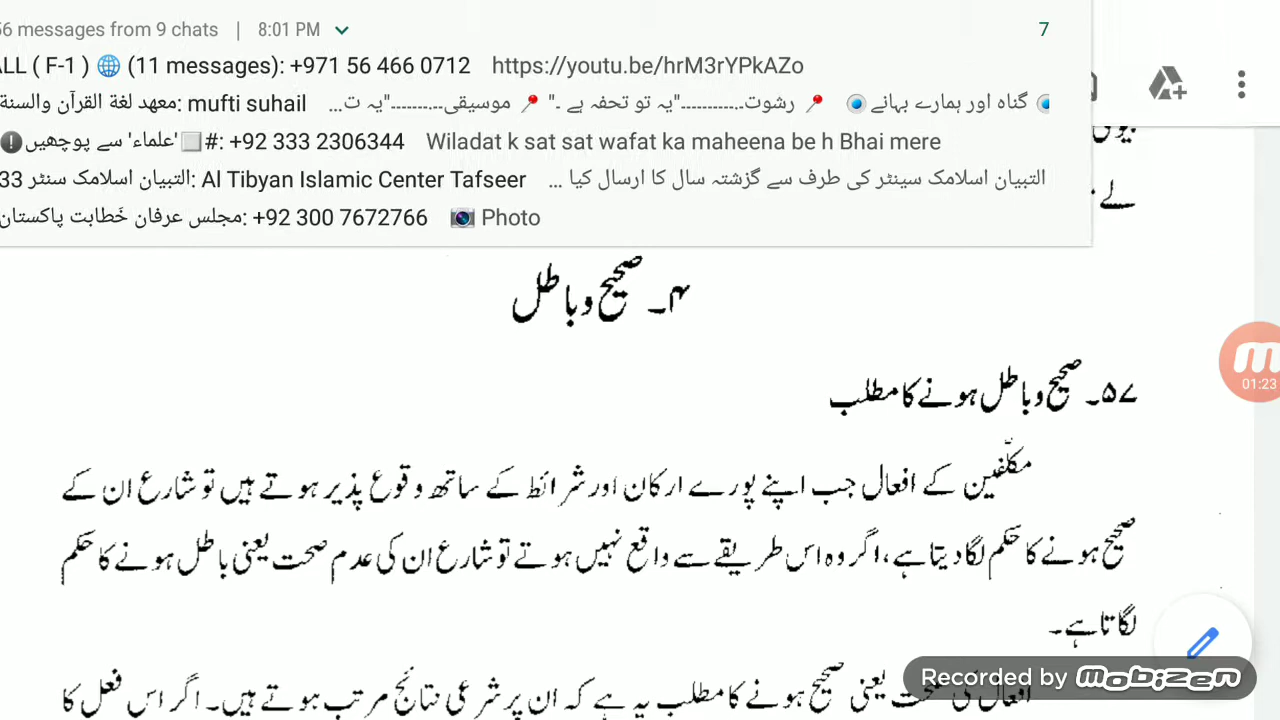 56 messages from 9 chats | 8:01 PM 7
ALL ( F-1 ) 🌐 (11 messages): +971 56 466 0712 https://youtu.be/hrM3rYPkAZo
معهد لغة القرآن والسنة: mufti suhail گناہ اور ہمارے بہانے 📍 رشوت..........."یہ تو تحفہ ہے ۔" 📍 موسیقی........."یہ ت...
'علماء' سے پوچھیں#: +92 333 2306344 Wiladat k sat sat wafat ka maheena be h Bhai mere
التبیان اسلامک سنٹر 33: Al Tibyan Islamic Center Tafseer التبیان اسلامک سینٹر کی طرف سے گزشتہ سال کا ارسال کیا ...
مجلس عرفان خَطابت پاکستان: +92 300 7672766 📷 Photo
بیوی
لے
۴۔ صحیح و باطل
۵۷۔ صحیح و باطل ہونے کا مطلب
مکلّفین کے افعال جب اپنے پورے ارکان اور شرائط کے ساتھ وقوع پذیر ہوتے ہیں تو شارع ان کے
صحیح ہونے کا حکم لگا دیتا ہے، اگر وہ اس طریقے سے واقع نہیں ہوتے تو شارع ان کی عدم صحت یعنی باطل ہونے کا حکم
لگاتا ہے۔
افعال کی صحت یعنی صحیح ہونے کا مطلب یہ ہے کہ ان پر شرعی نتائج مرتب ہوتے ہیں۔ اگر اس فعل کا
01:23
Recorded by mobizen